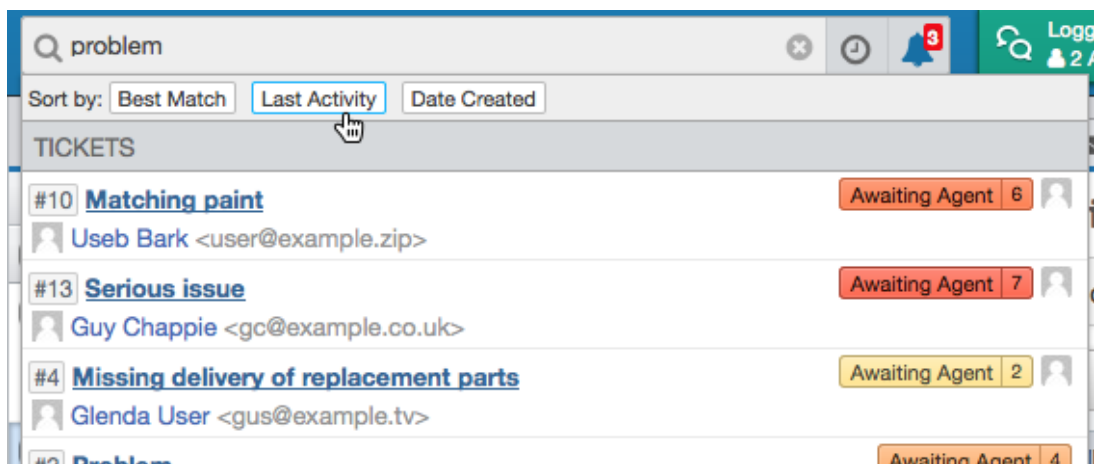 problem
3
Logg
2 A
Sort by: Best Match Last Activity Date Created
TICKETS
#10 Matching paint Awaiting Agent 6
Useb Bark <user@example.zip>
#13 Serious issue Awaiting Agent 7
Guy Chappie <gc@example.co.uk>
#4 Missing delivery of replacement parts Awaiting Agent 2
Glenda User <gus@example.tv>
Problem Awaiting Agent 4